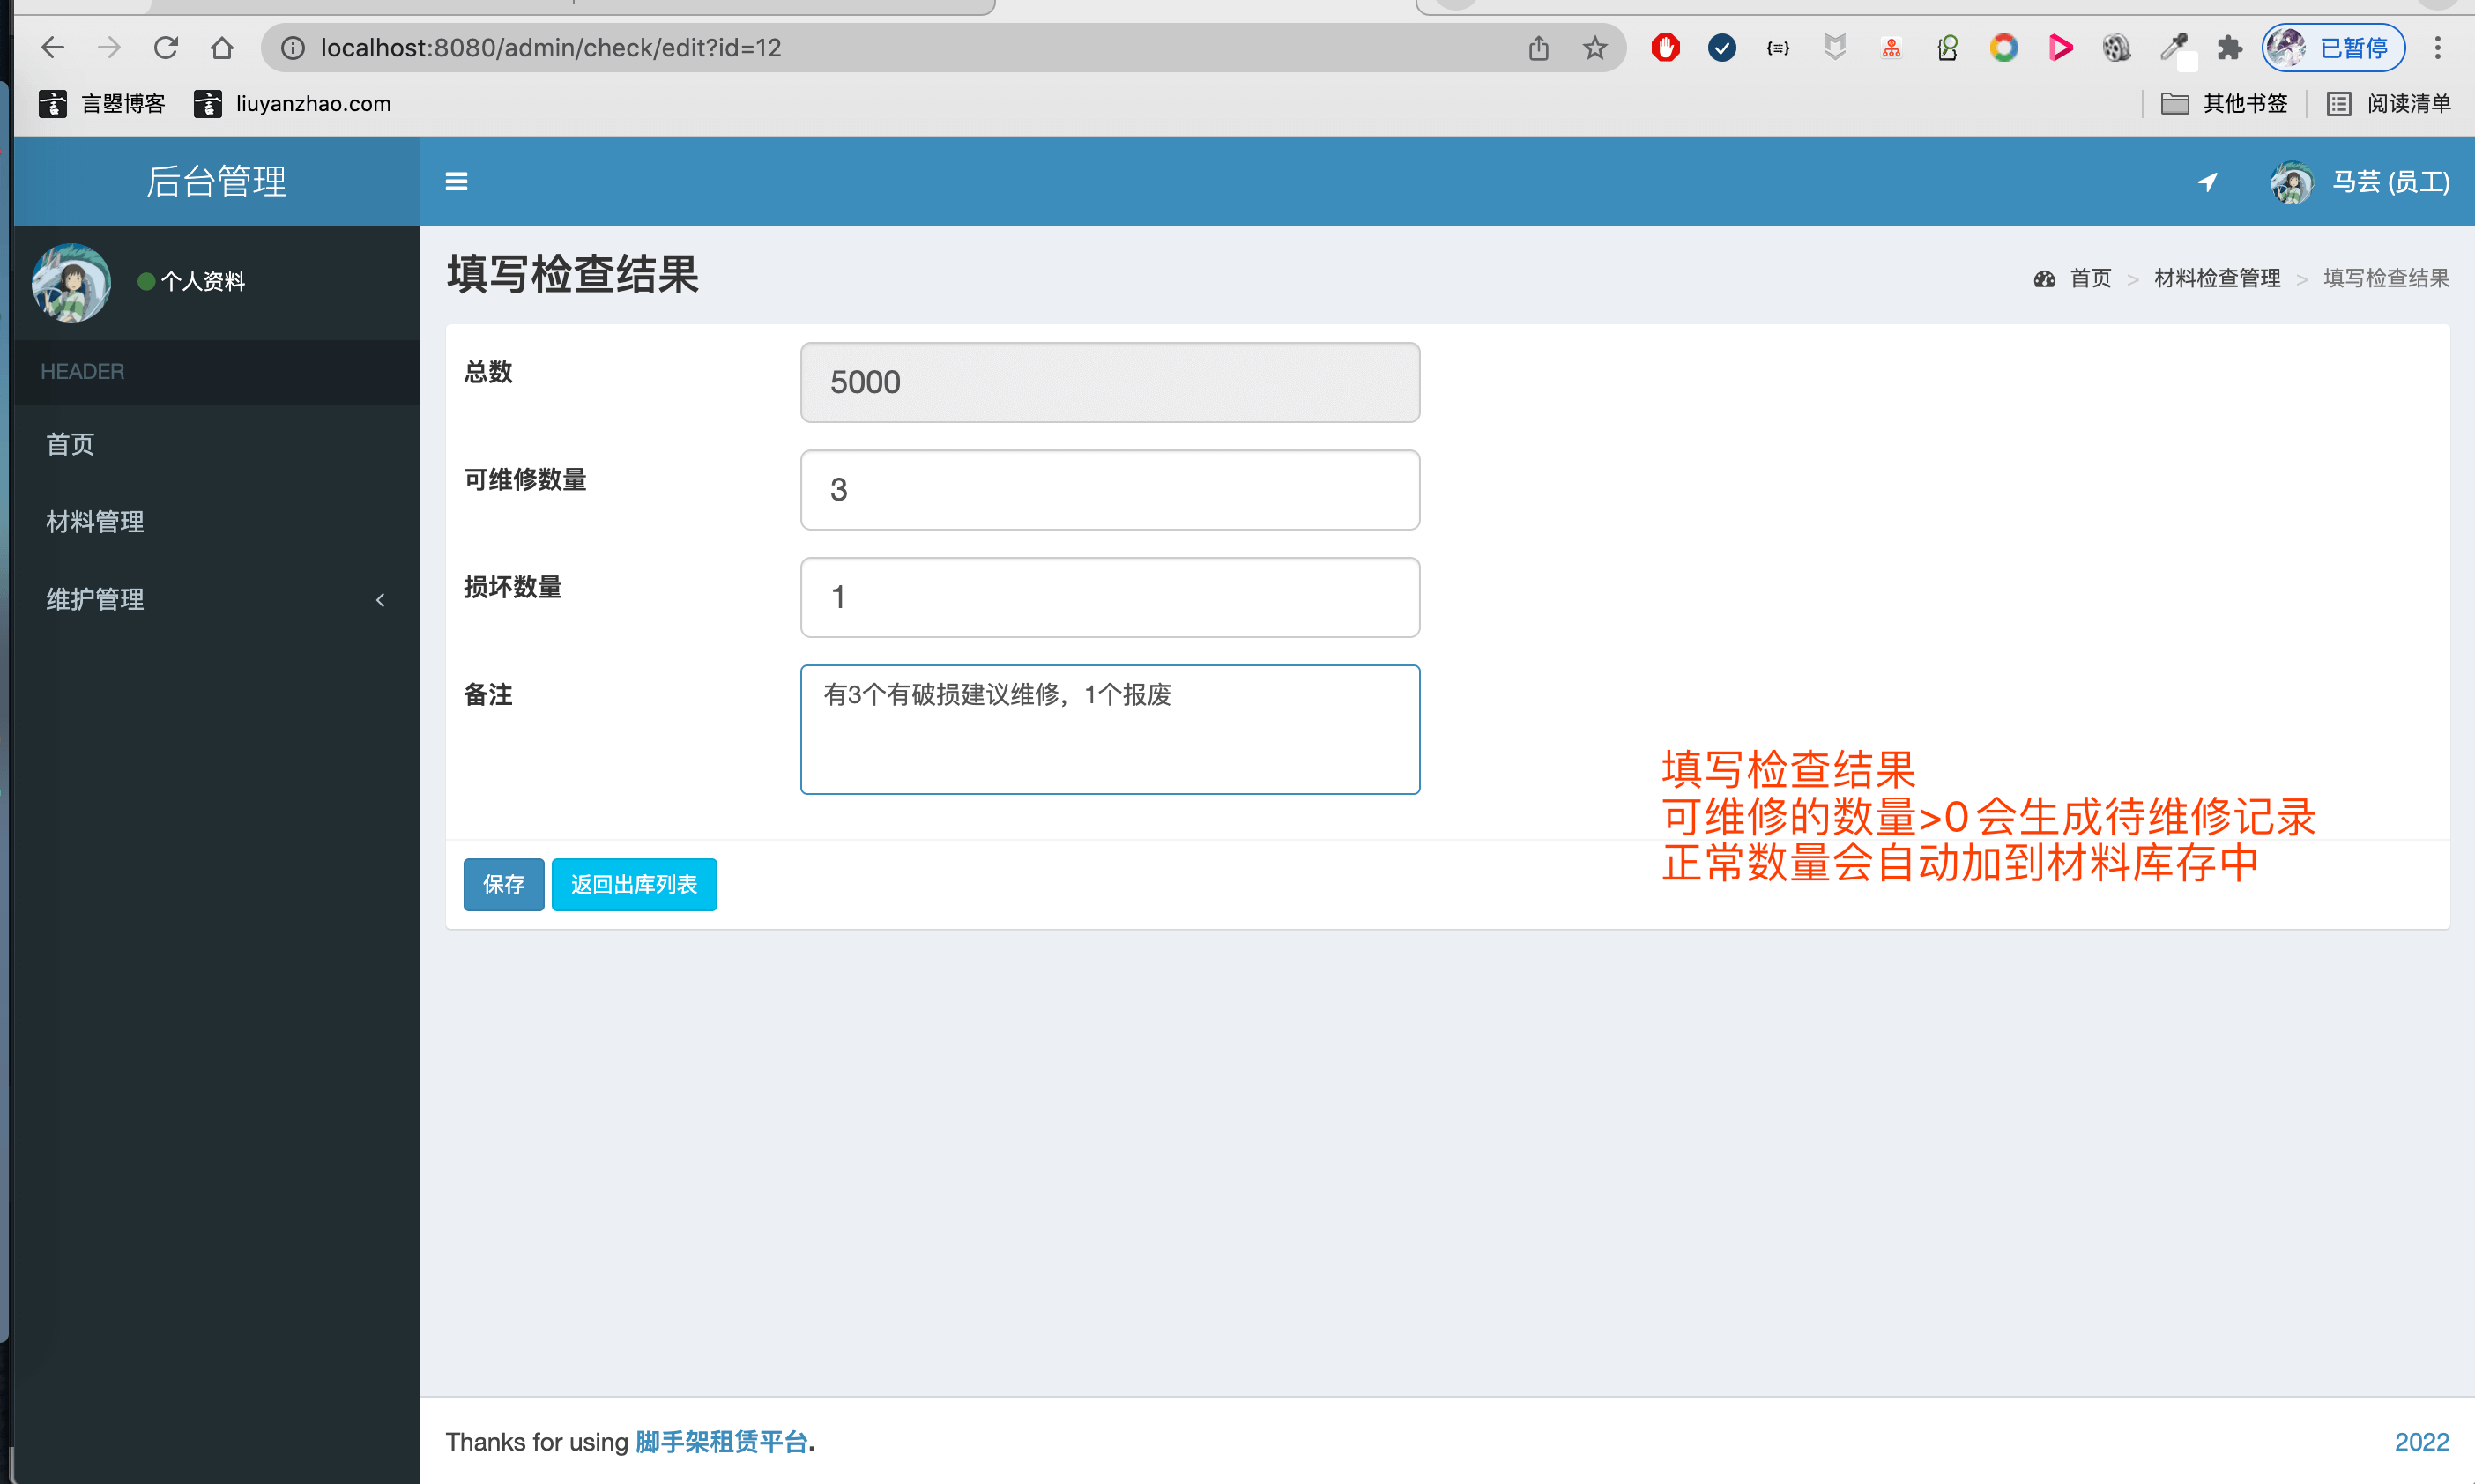 localhost:8080/admin/check/edit?id=12
已暂停
言曌博客
liuyanzhao.com
其他书签
阅读清单
后台管理
马芸 (员工)
个人资料
HEADER
首页
材料管理
维护管理
填写检查结果
首页 > 材料检查管理 > 填写检查结果
总数
5000
可维修数量
3
损坏数量
1
备注
有3个有破损建议维修，1个报废
填写检查结果
可维修的数量>0 会生成待维修记录
正常数量会自动加到材料库存中
保存
返回出库列表
Thanks for using 脚手架租赁平台.
2022